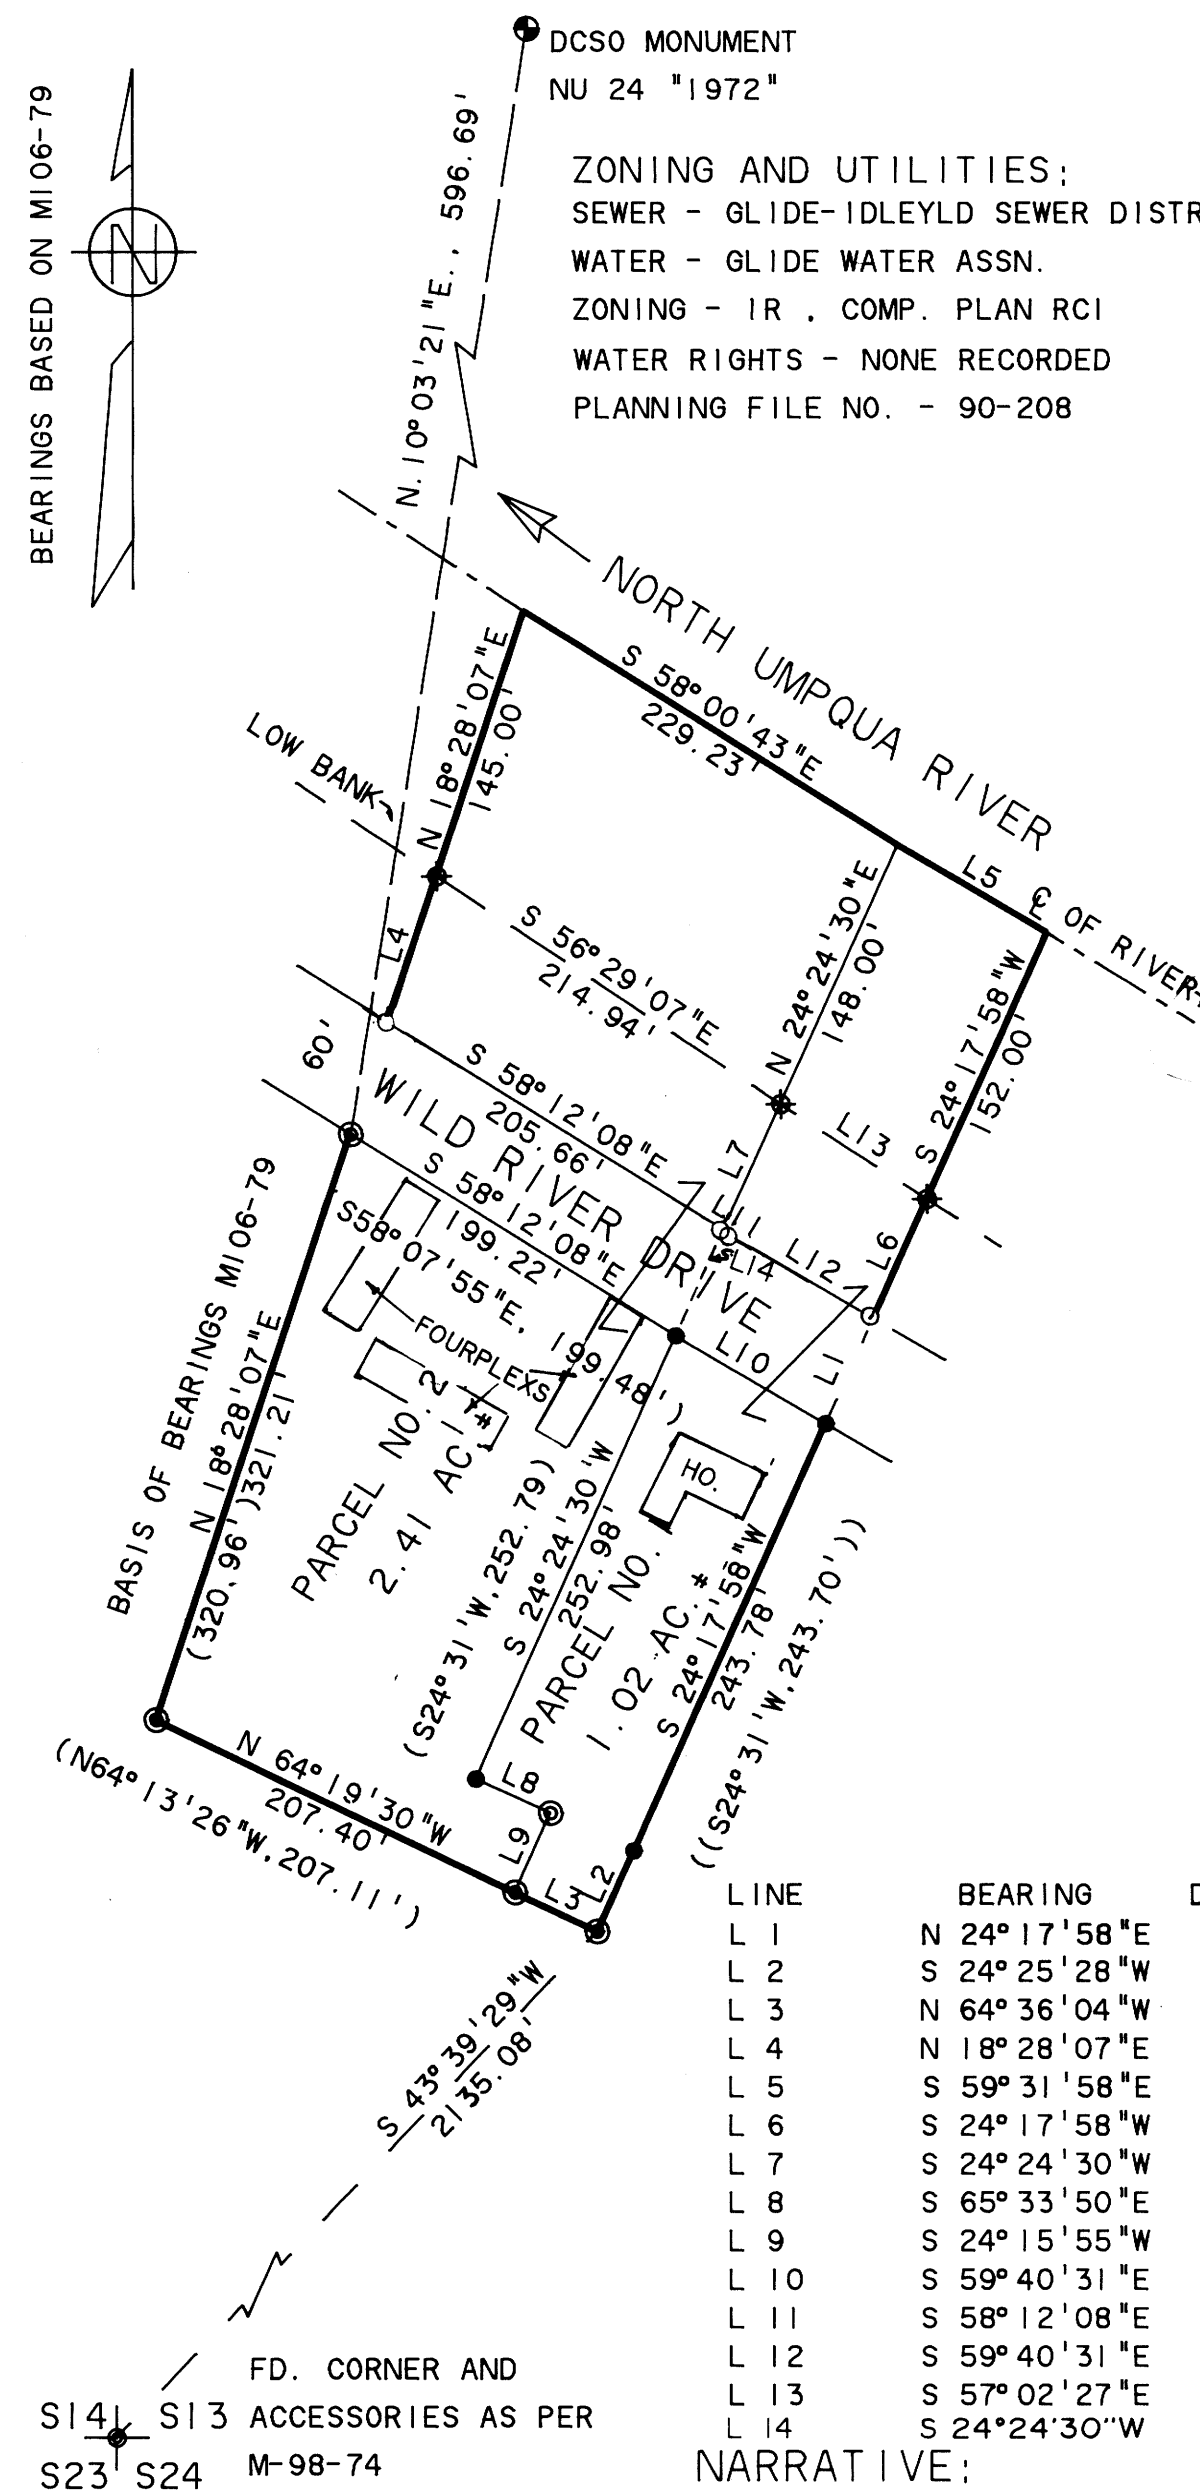 DCSO MONUMENT
NU 24 "1972"
BEARINGS BASED ON M106-79
N
N.10°03'21"E., 596.69'
ZONING AND UTILITIES:
SEWER - GLIDE-IDLEYLD SEWER DISTR
WATER - GLIDE WATER ASSN.
ZONING - 1R , COMP. PLAN RC1
WATER RIGHTS - NONE RECORDED
PLANNING FILE NO. - 90-208
NORTH UMPQUA RIVER
S 58°00'43"E
229.23'
N 18°28'07"E
145.00'
LOW BANK
L5
℄ OF RIVER
L4
S 56°29'07"E
214.94'
N 24°24'30"E
148.00'
S 24°17'58"W
152.00'
60'
S 58°12'08"E
205.66'
WILD RIVER DRIVE
L7
L13
L11
L14
L12
L6
S 58°12'08"E
199.22'
S58°07'55"E, 199.48')
L10
L1
FOURPLEXS
HO.
BASIS OF BEARINGS M106-79
N 18°28'07"E
(320.96')321.21'
PARCEL NO. 2
2.41 AC.#
(S24°31'W,252.79)
S 24°24'30"W
252.98'
PARCEL NO. 1
1.02 AC.#
S 24°17'58"W
243.78'
((S24°31'W,243.70'))
L8
N 64°19'30"W
207.40'
(N64°13'26"W,207.11')
L9
L3
L2
S 43°39'29"W
2135.08'
LINE BEARING D
L 1 N 24°17'58"E
L 2 S 24°25'28"W
L 3 N 64°36'04"W
L 4 N 18°28'07"E
L 5 S 59°31'58"E
L 6 S 24°17'58"W
L 7 S 24°24'30"W
L 8 S 65°33'50"E
L 9 S 24°15'55"W
L 10 S 59°40'31"E
L 11 S 58°12'08"E
L 12 S 59°40'31"E
L 13 S 57°02'27"E
L 14 S 24°24'30"W
FD. CORNER AND
S14 S13 ACCESSORIES AS PER
S23 S24 M-98-74
NARRATIVE: